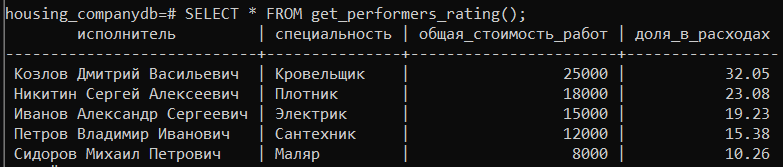 housing_companydb=# SELECT * FROM get_performers_rating();
исполнитель | специальность | общая_стоимость_работ | доля_в_расходах
Козлов Дмитрий Васильевич | Кровельщик | 25000 | 32.05
Никитин Сергей Алексеевич | Плотник | 18000 | 23.08
Иванов Александр Сергеевич | Электрик | 15000 | 19.23
Петров Владимир Иванович | Сантехник | 12000 | 15.38
Сидоров Михаил Петрович | Маляр | 8000 | 10.26